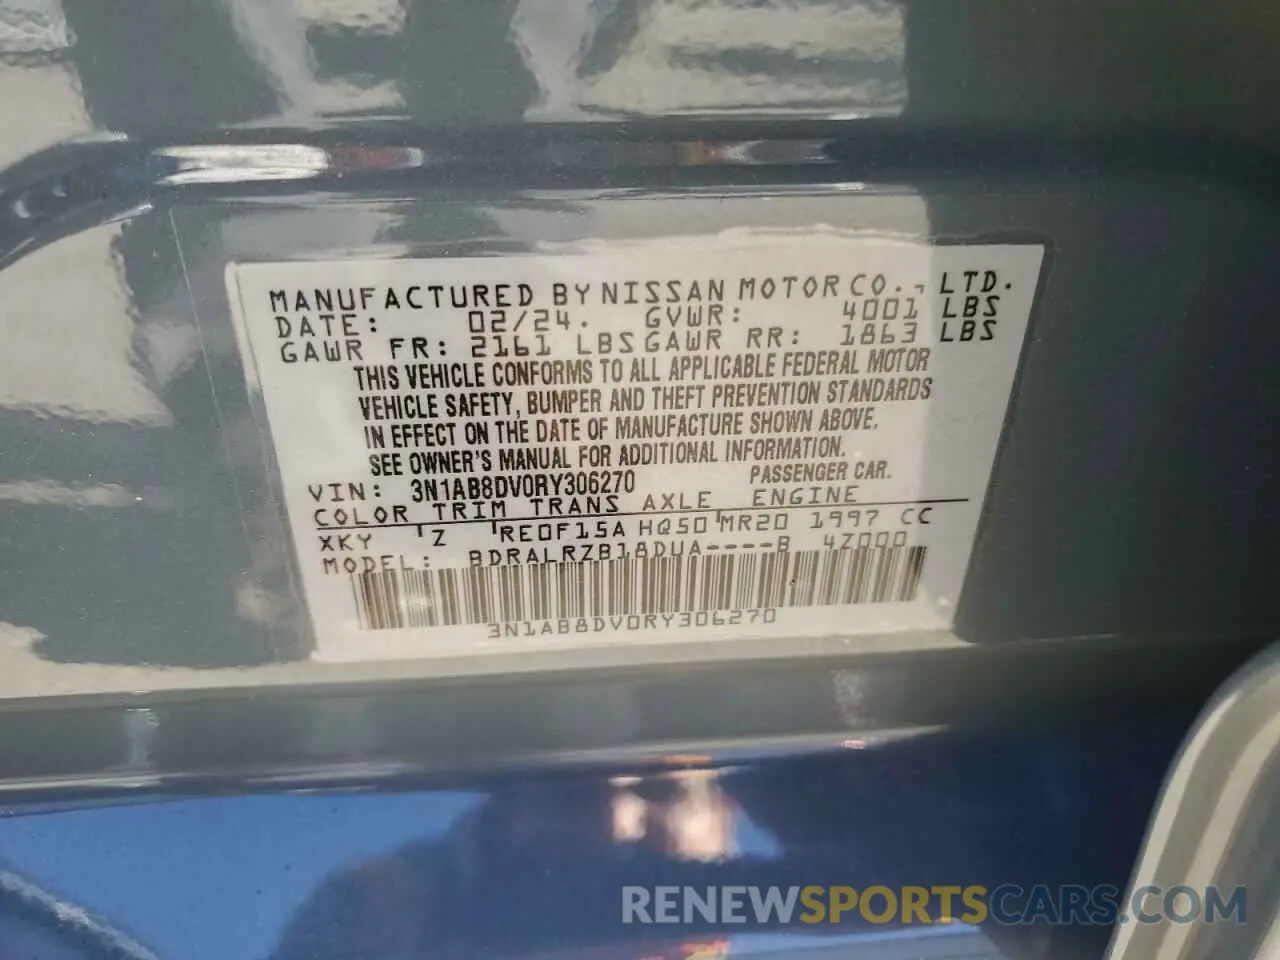 MANUFACTURED BY NISSAN MOTOR CO., LTD.
DATE: 02/24. GVWR: 4001 LBS
GAWR FR: 2161 LBS GAWR RR: 1863 LBS
THIS VEHICLE CONFORMS TO ALL APPLICABLE FEDERAL MOTOR
VEHICLE SAFETY, BUMPER AND THEFT PREVENTION STANDARDS
IN EFFECT ON THE DATE OF MANUFACTURE SHOWN ABOVE.
SEE OWNER'S MANUAL FOR ADDITIONAL INFORMATION.
VIN: 3N1AB8DV0RY306270 PASSENGER CAR.
COLOR TRIM TRANS AXLE ENGINE
XKY Z RE0F15A HQ50 MR20 1997 CC
MODEL: BDRALRZB18DUA----B 4Z000
3N1AB8DV0RY306270
RENEWSPORTSCARS.COM